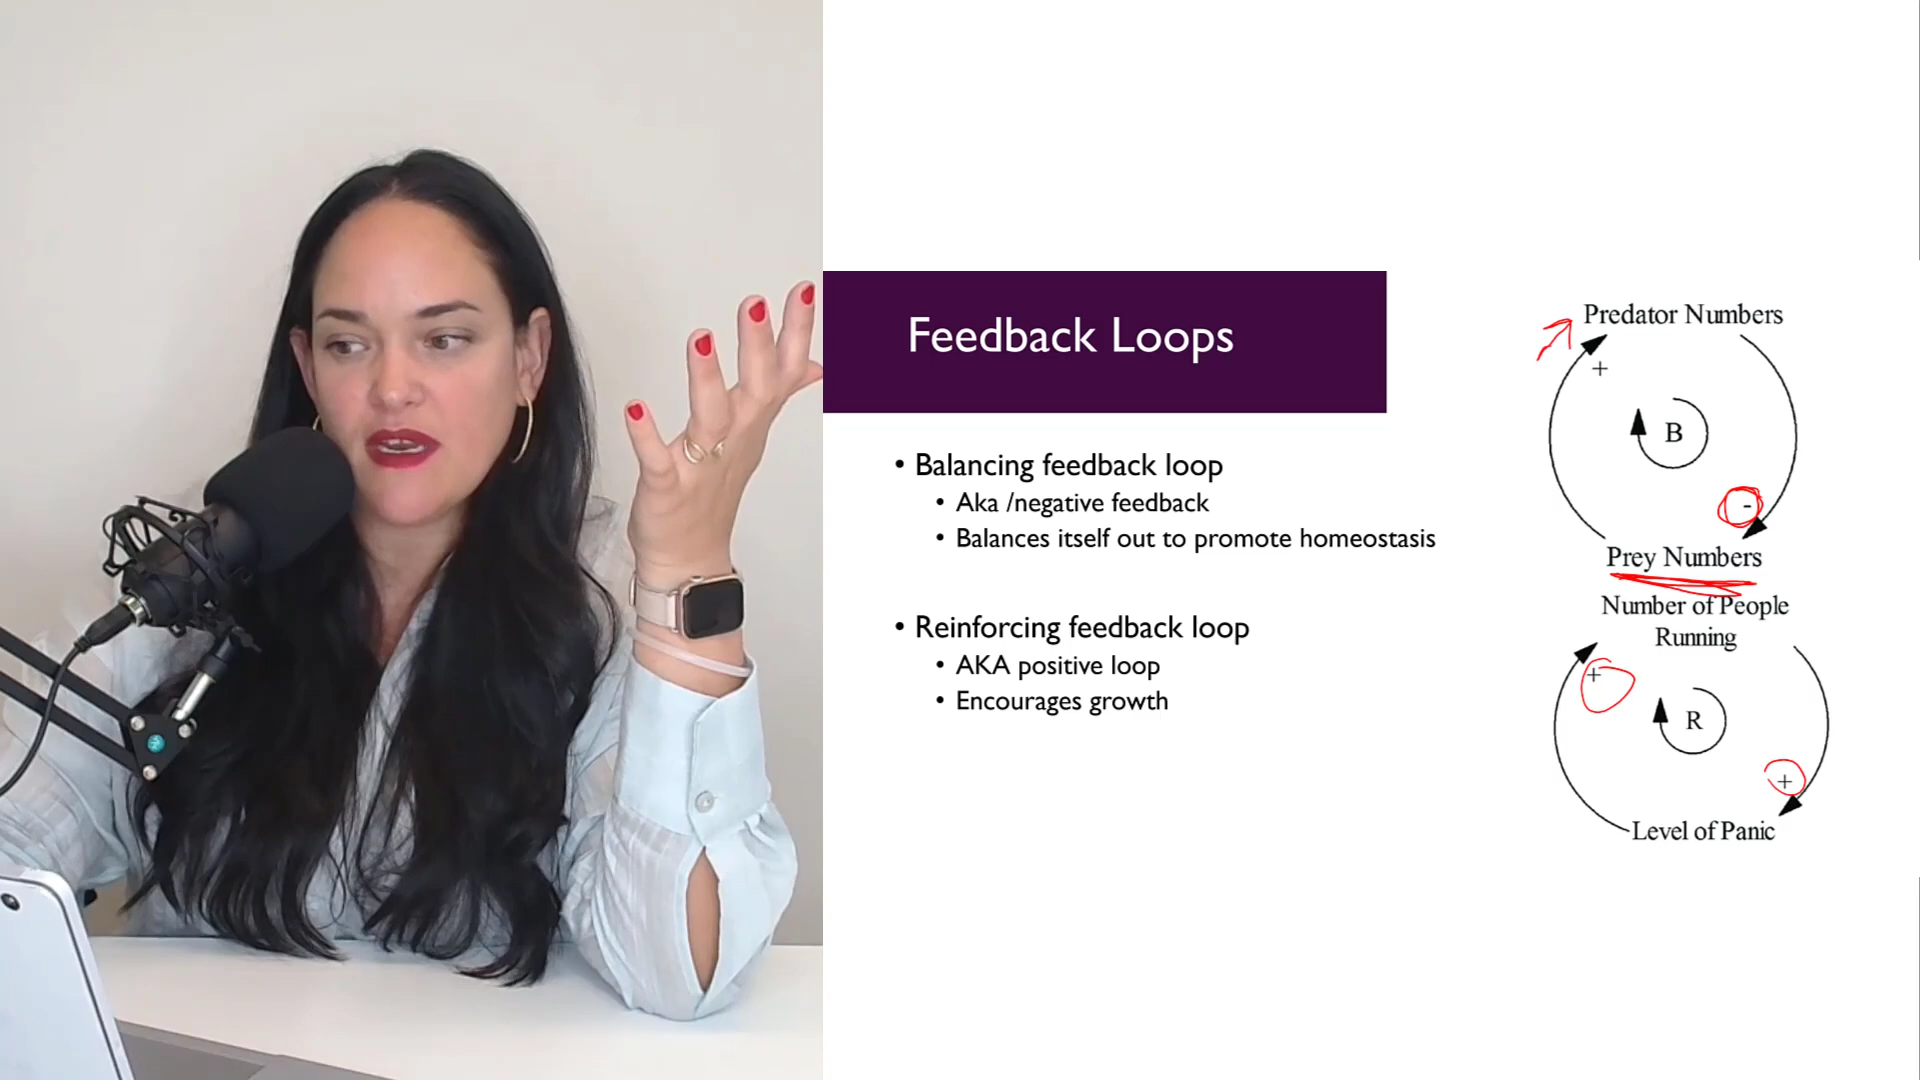 Feedback Loops
• Balancing feedback loop
• Aka /negative feedback
• Balances itself out to promote homeostasis
• Reinforcing feedback loop
• AKA positive loop
• Encourages growth
Predator Numbers
+
B
-
Prey Numbers
Number of People
Running
+
R
+
Level of Panic